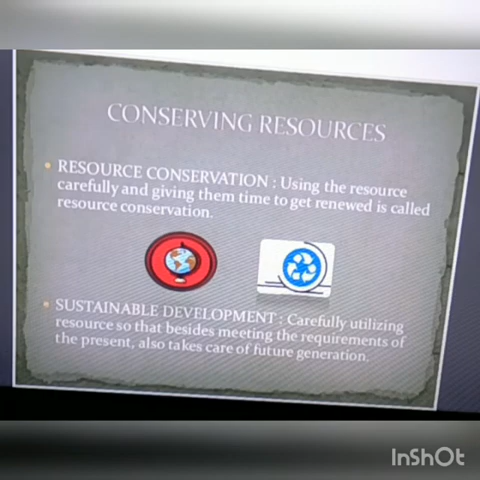 CONSERVING RESOURCES
RESOURCE CONSERVATION : Using the resource
carefully and giving them time to get renewed is called
resource conservation.
SUSTAINABLE DEVELOPMENT : Carefully utilizing
resource so that besides meeting the requirements of
the present, also takes care of future generation.
InShOt